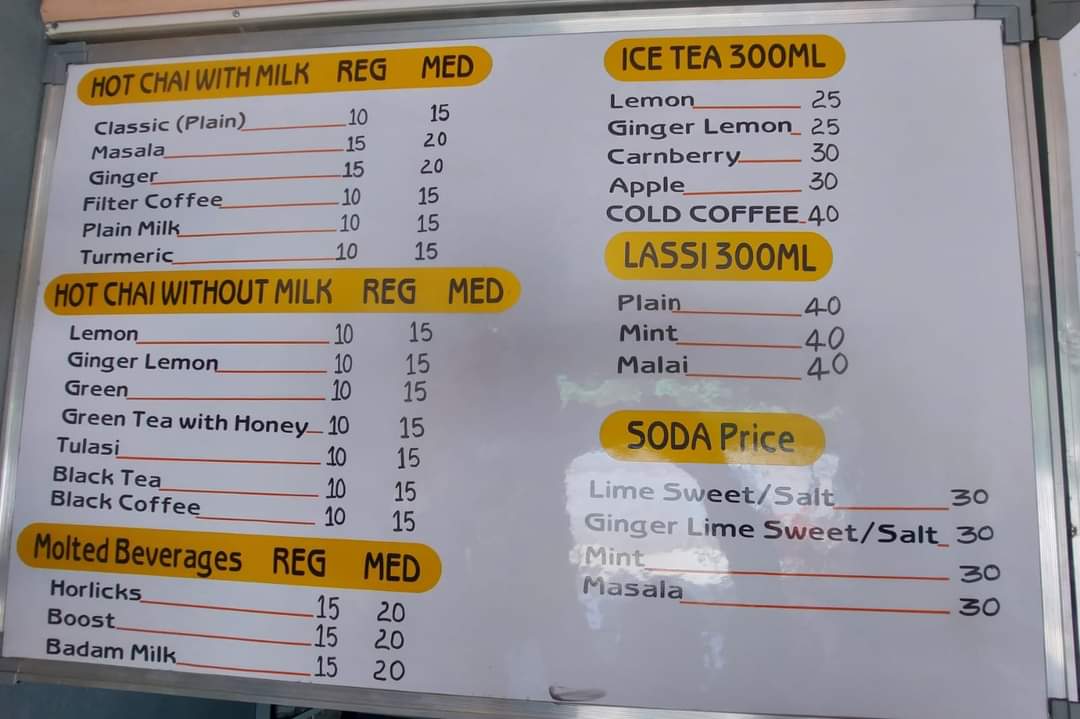 HOT CHAI WITH MILK REG MED
Classic (Plain) 10 15
Masala 15 20
Ginger 15 20
Filter Coffee 10 15
Plain Milk 10 15
Turmeric 10 15
HOT CHAI WITHOUT MILK REG MED
Lemon 10 15
Ginger Lemon 10 15
Green 10 15
Green Tea with Honey 10 15
Tulasi 10 15
Black Tea 10 15
Black Coffee 10 15
Molted Beverages REG MED
Horlicks 15 20
Boost 15 20
Badam Milk 15 20
ICE TEA 300ML
Lemon 25
Ginger Lemon 25
Carnberry 30
Apple 30
COLD COFFEE 40
LASSI 300ML
Plain 40
Mint 40
Malai 40
SODA Price
Lime Sweet/Salt 30
Ginger Lime Sweet/Salt 30
Mint 30
Masala 30